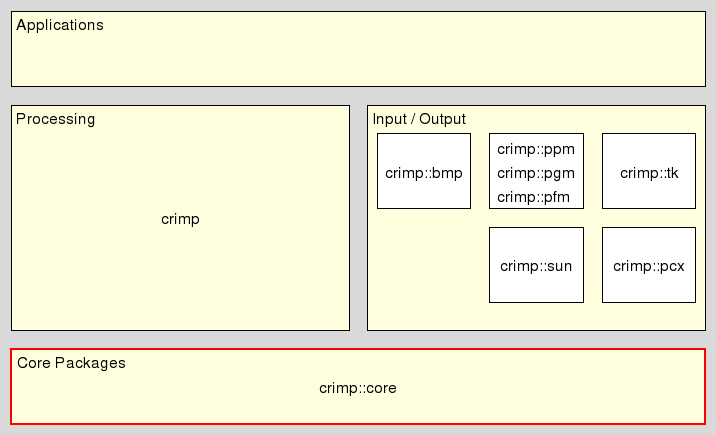 Applications
Processing
crimp
Input / Output
crimp::bmp
crimp::ppm
crimp::pgm
crimp::pfm
crimp::tk
crimp::sun
crimp::pcx
Core Packages
crimp::core